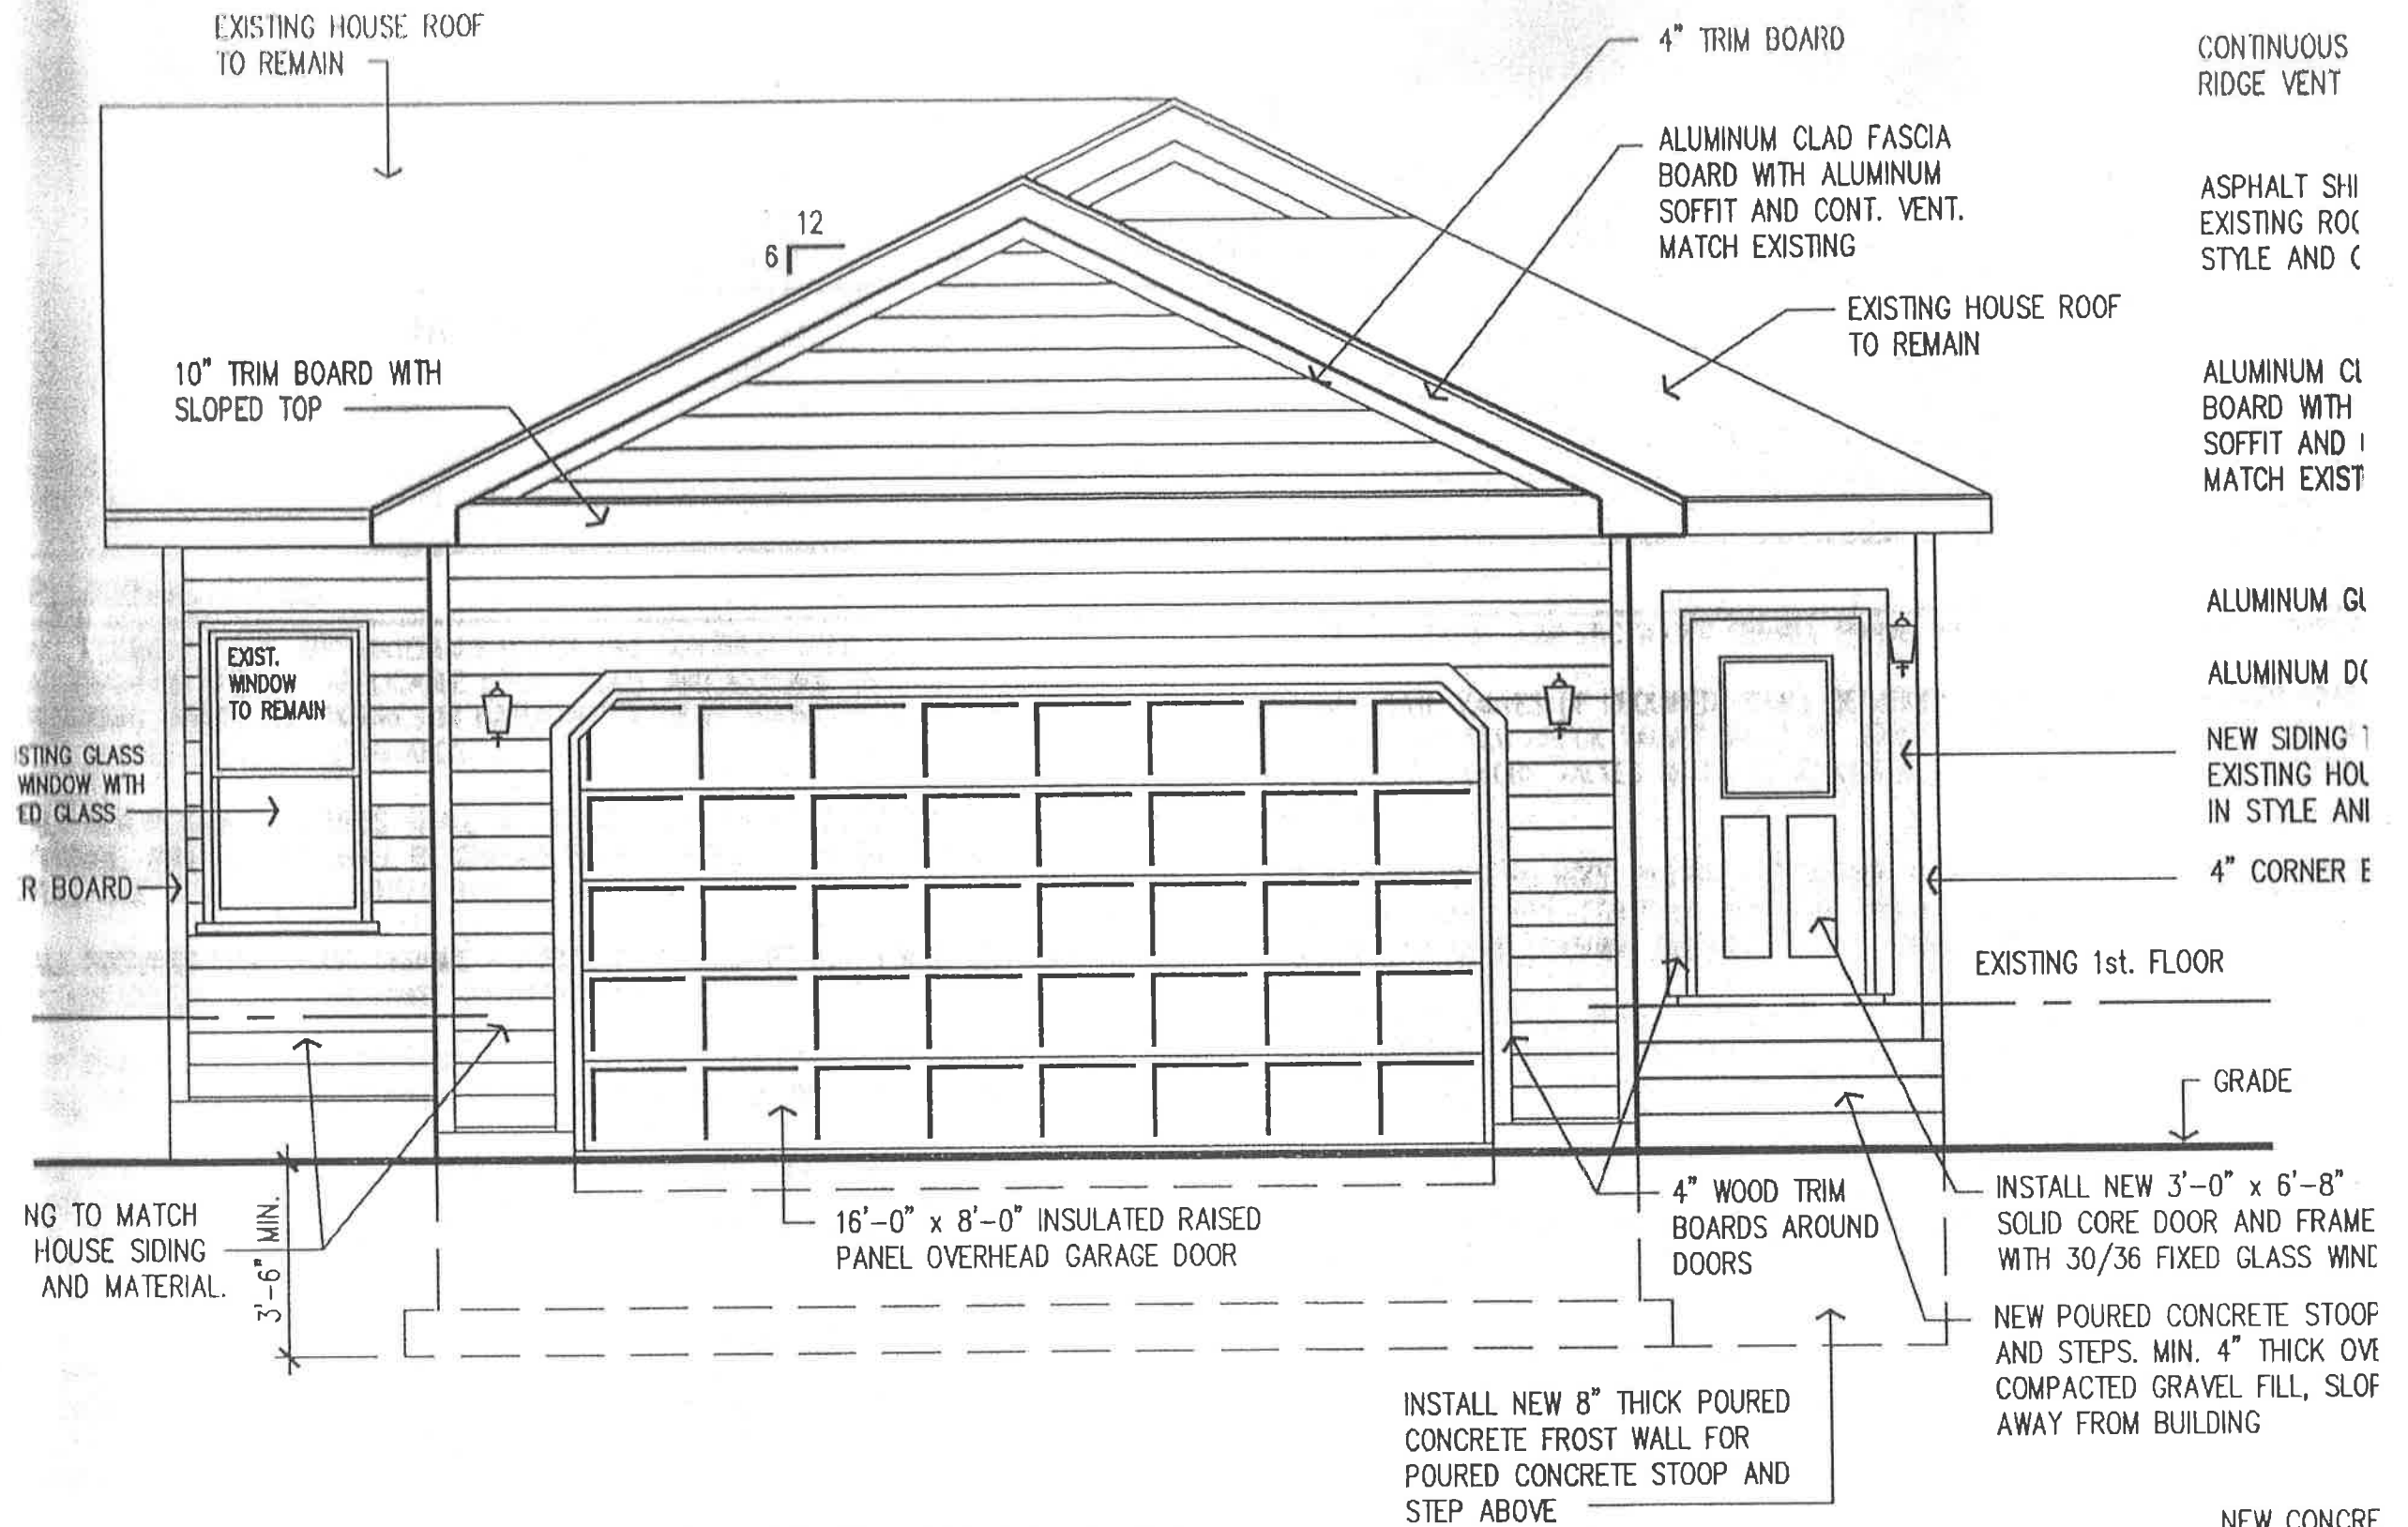 EXISTING HOUSE ROOF
TO REMAIN
4" TRIM BOARD
ALUMINUM CLAD FASCIA
BOARD WITH ALUMINUM
SOFFIT AND CONT. VENT.
MATCH EXISTING
EXISTING HOUSE ROOF
TO REMAIN
12
6
10" TRIM BOARD WITH
SLOPED TOP
CONTINUOUS
RIDGE VENT
ASPHALT SHI
EXISTING ROO
STYLE AND
ALUMINUM CL
BOARD WITH
SOFFIT AND
MATCH EXIST
ALUMINUM GU
ALUMINUM DO
NEW SIDING T
EXISTING HOU
IN STYLE AN
4" CORNER B
EXIST.
WINDOW
TO REMAIN
ISTING GLASS
WINDOW WITH
ED GLASS
R BOARD
EXISTING 1st. FLOOR
GRADE
NG TO MATCH
HOUSE SIDING
AND MATERIAL.
3'-6" MIN.
16'-0" x 8'-0" INSULATED RAISED
PANEL OVERHEAD GARAGE DOOR
4" WOOD TRIM
BOARDS AROUND
DOORS
INSTALL NEW 3'-0" x 6'-8"
SOLID CORE DOOR AND FRAME
WITH 30/36 FIXED GLASS WIND
NEW POURED CONCRETE STOOP
AND STEPS. MIN. 4" THICK OVE
COMPACTED GRAVEL FILL, SLOP
AWAY FROM BUILDING
INSTALL NEW 8" THICK POURED
CONCRETE FROST WALL FOR
POURED CONCRETE STOOP AND
STEP ABOVE
NEW CONCRE